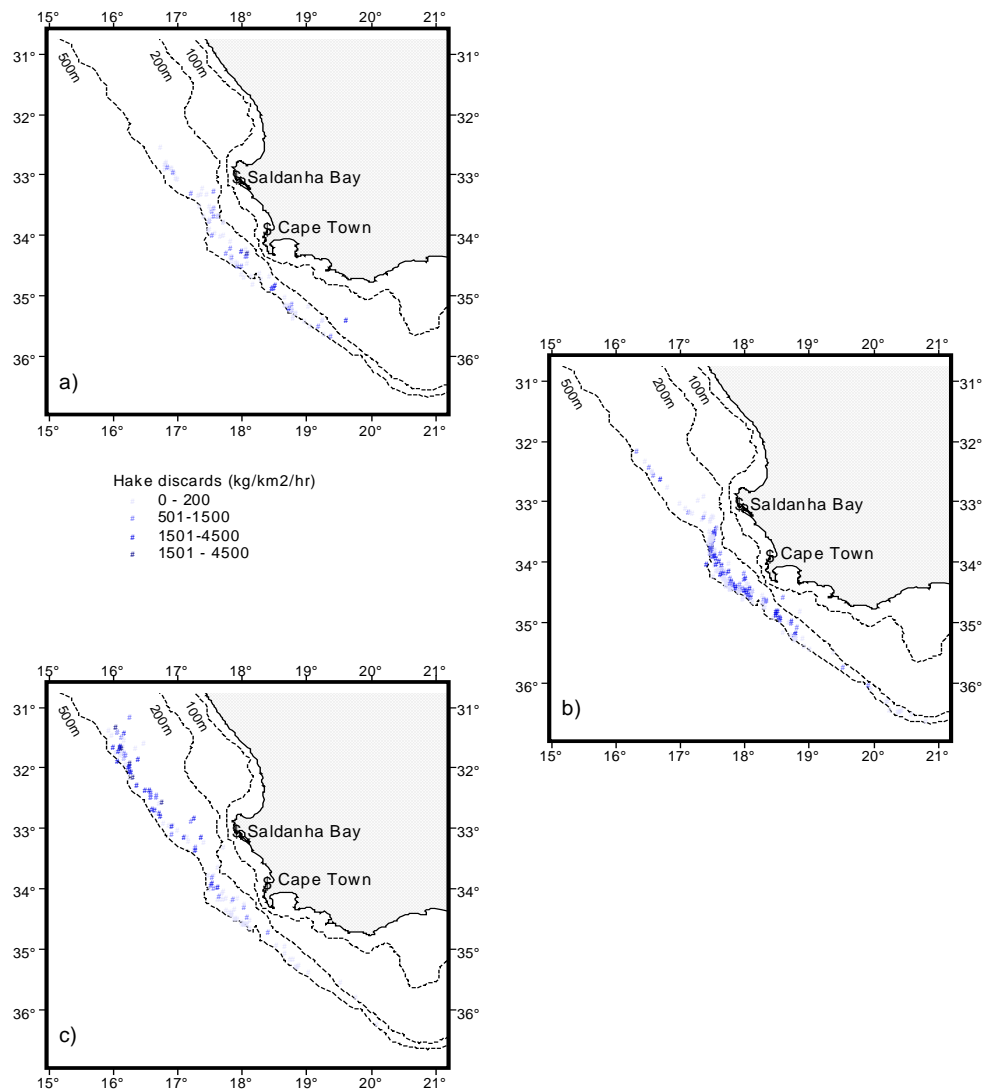 15° 16° 17° 18° 19° 20° 21°
31° 31°
32° 32°
33° 33°
34° 34°
35° 35°
36° 36°
500m 200m 100m
Saldanha Bay
Cape Town
a)
15° 16° 17° 18° 19° 20° 21°
Hake discards (kg/km2/hr)
# 0 - 200
# 501-1500
# 1501-4500
# 1501 - 4500
15° 16° 17° 18° 19° 20° 21°
31° 31°
32° 32°
33° 33°
34° 34°
35° 35°
36° 36°
500m 200m 100m
Saldanha Bay
Cape Town
b)
15° 16° 17° 18° 19° 20° 21°
15° 16° 17° 18° 19° 20° 21°
31° 31°
32° 32°
33° 33°
34° 34°
35° 35°
36° 36°
500m 200m 100m
Saldanha Bay
Cape Town
c)
15° 16° 17° 18° 19° 20° 21°